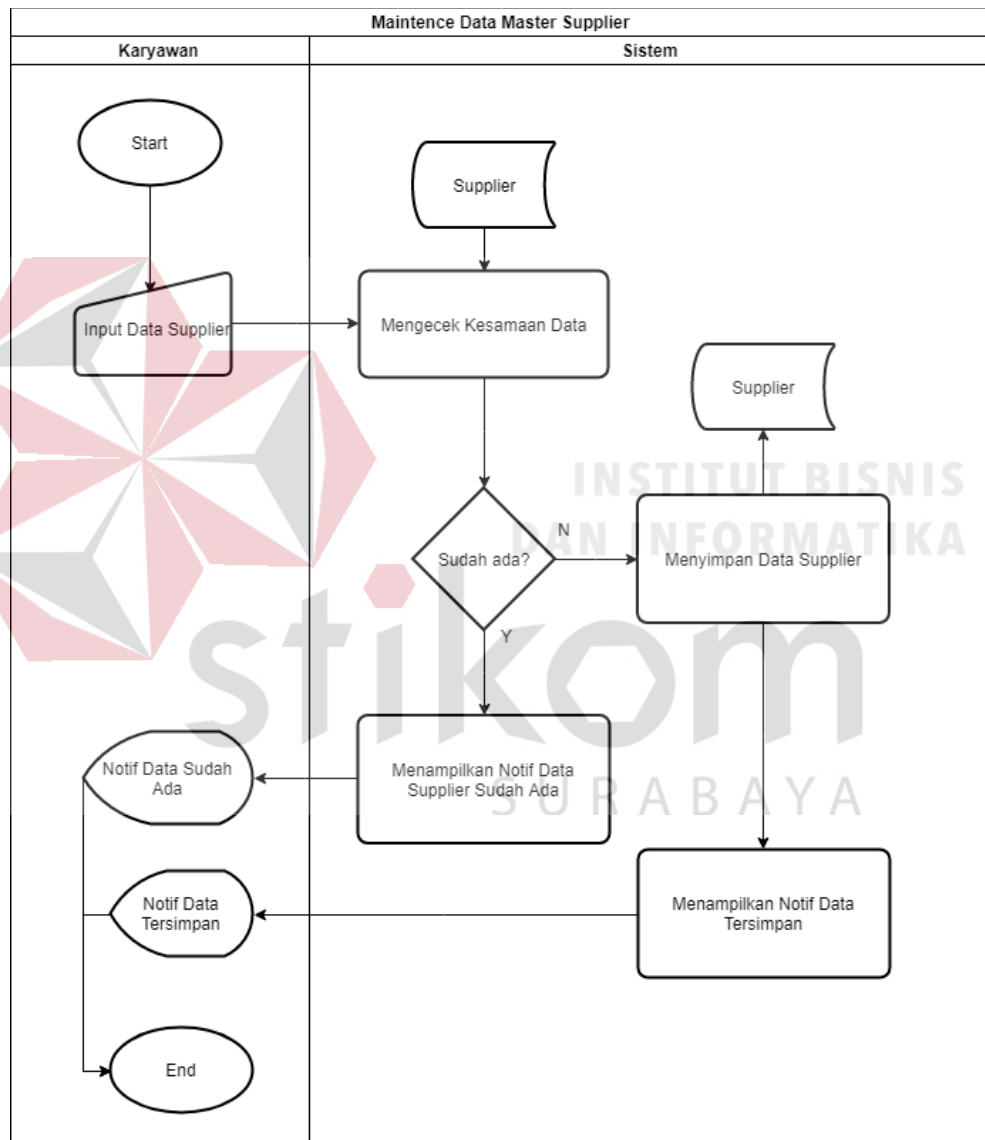 Maintence Data Master Supplier
Karyawan
Sistem
Start
Supplier
Input Data Supplier
Mengecek Kesamaan Data
Supplier
INSTITUT BISNIS
DAN INFORMATIKA
Sudah ada?
N
Menyimpan Data Supplier
Y
stikom
SURABAYA
Notif Data Sudah
Ada
Menampilkan Notif Data
Supplier Sudah Ada
Notif Data
Tersimpan
Menampilkan Notif Data
Tersimpan
End